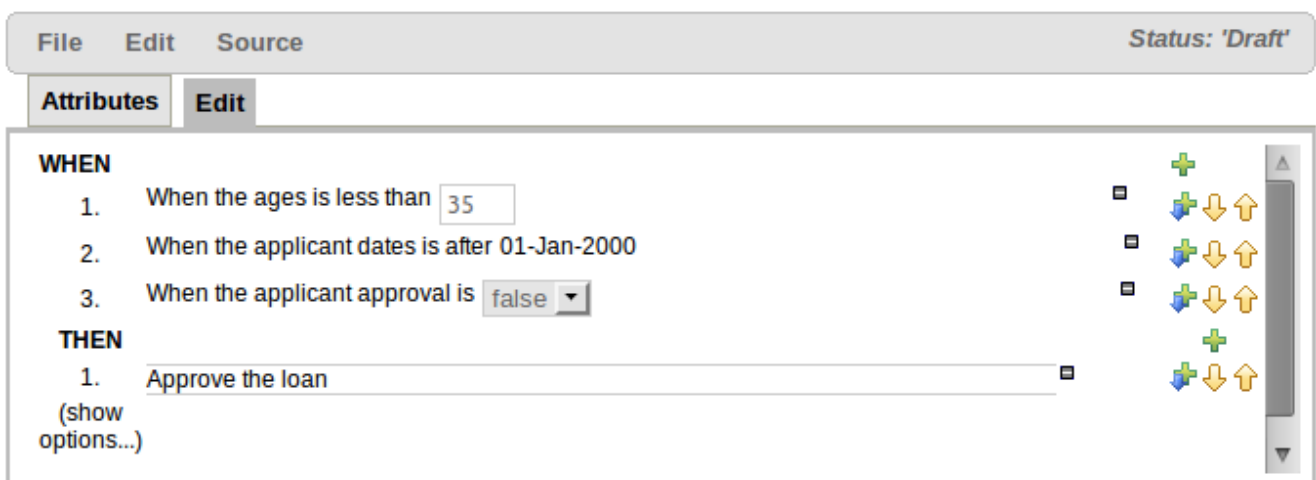 File Edit Source Status: 'Draft'
Attributes Edit
WHEN
1. When the ages is less than 35
2. When the applicant dates is after 01-Jan-2000
3. When the applicant approval is false
THEN
1. Approve the loan
(show
options...)